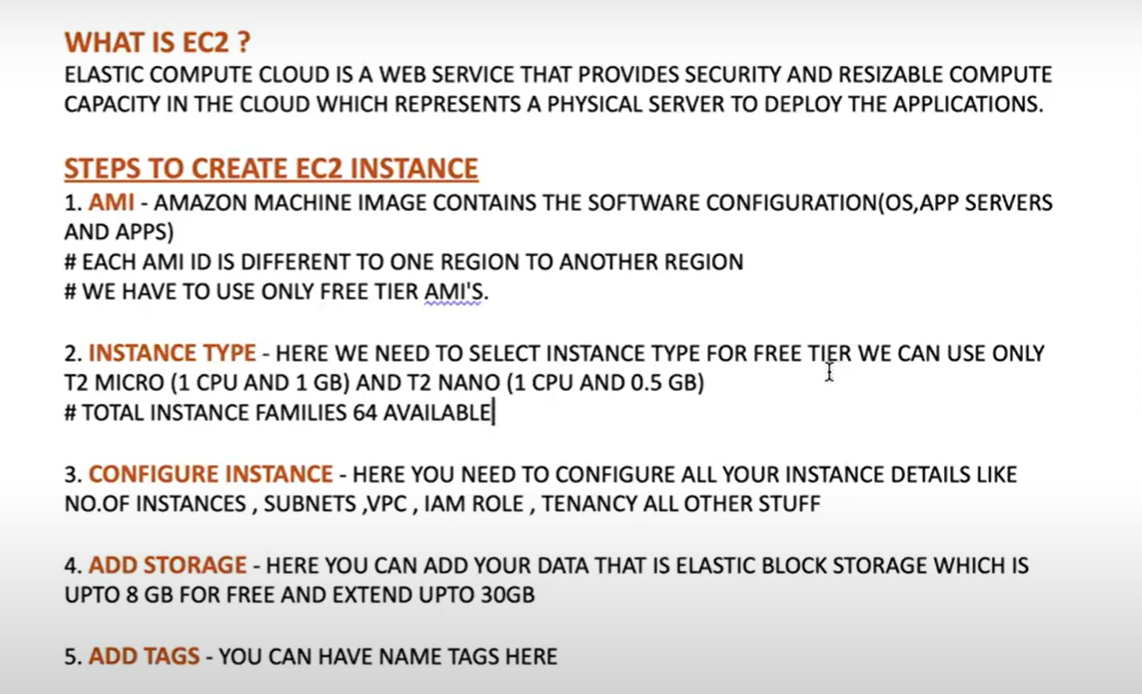 WHAT IS EC2 ?
ELASTIC COMPUTE CLOUD IS A WEB SERVICE THAT PROVIDES SECURITY AND RESIZABLE COMPUTE
CAPACITY IN THE CLOUD WHICH REPRESENTS A PHYSICAL SERVER TO DEPLOY THE APPLICATIONS.
STEPS TO CREATE EC2 INSTANCE
1. AMI - AMAZON MACHINE IMAGE CONTAINS THE SOFTWARE CONFIGURATION(OS,APP SERVERS
AND APPS)
# EACH AMI ID IS DIFFERENT TO ONE REGION TO ANOTHER REGION
# WE HAVE TO USE ONLY FREE TIER AMI'S.
2. INSTANCE TYPE - HERE WE NEED TO SELECT INSTANCE TYPE FOR FREE TIER WE CAN USE ONLY
T2 MICRO (1 CPU AND 1 GB) AND T2 NANO (1 CPU AND 0.5 GB)
# TOTAL INSTANCE FAMILIES 64 AVAILABLE
3. CONFIGURE INSTANCE - HERE YOU NEED TO CONFIGURE ALL YOUR INSTANCE DETAILS LIKE
NO.OF INSTANCES , SUBNETS ,VPC , IAM ROLE , TENANCY ALL OTHER STUFF
4. ADD STORAGE - HERE YOU CAN ADD YOUR DATA THAT IS ELASTIC BLOCK STORAGE WHICH IS
UPTO 8 GB FOR FREE AND EXTEND UPTO 30GB
5. ADD TAGS - YOU CAN HAVE NAME TAGS HERE